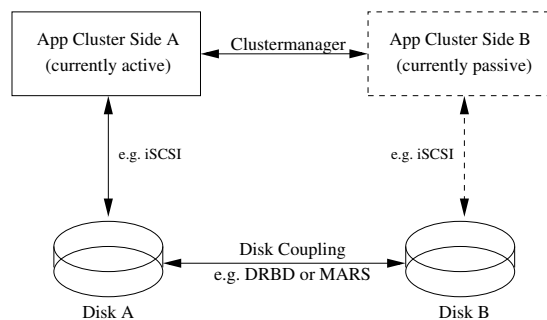 App Cluster Side A
(currently active)
Clustermanager
App Cluster Side B
(currently passive)
e.g. iSCSI
e.g. iSCSI
Disk Coupling
e.g. DRBD or MARS
Disk A
Disk B